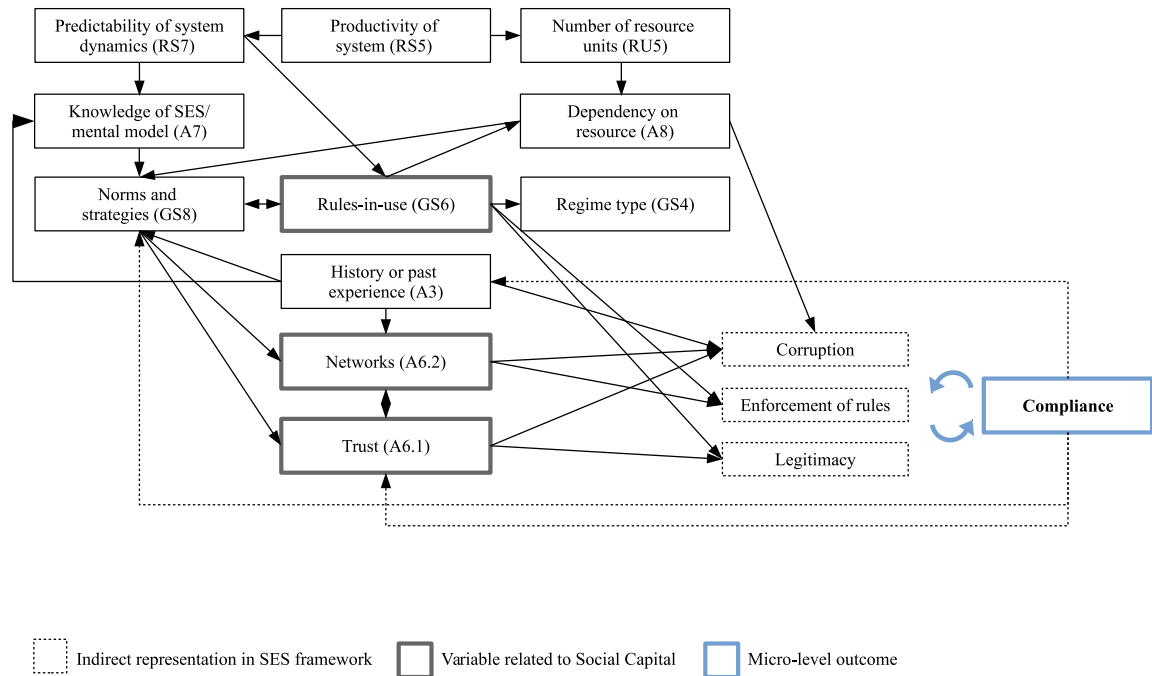 Predictability of system
dynamics (RS7)
Productivity of
system (RS5)
Number of resource
units (RU5)
Knowledge of SES/
mental model (A7)
Dependency on
resource (A8)
Norms and
strategies (GS8)
Rules-in-use (GS6)
Regime type (GS4)
History or past
experience (A3)
Networks (A6.2)
Trust (A6.1)
Corruption
Enforcement of rules
Legitimacy
Compliance
Indirect representation in SES framework
Variable related to Social Capital
Micro-level outcome